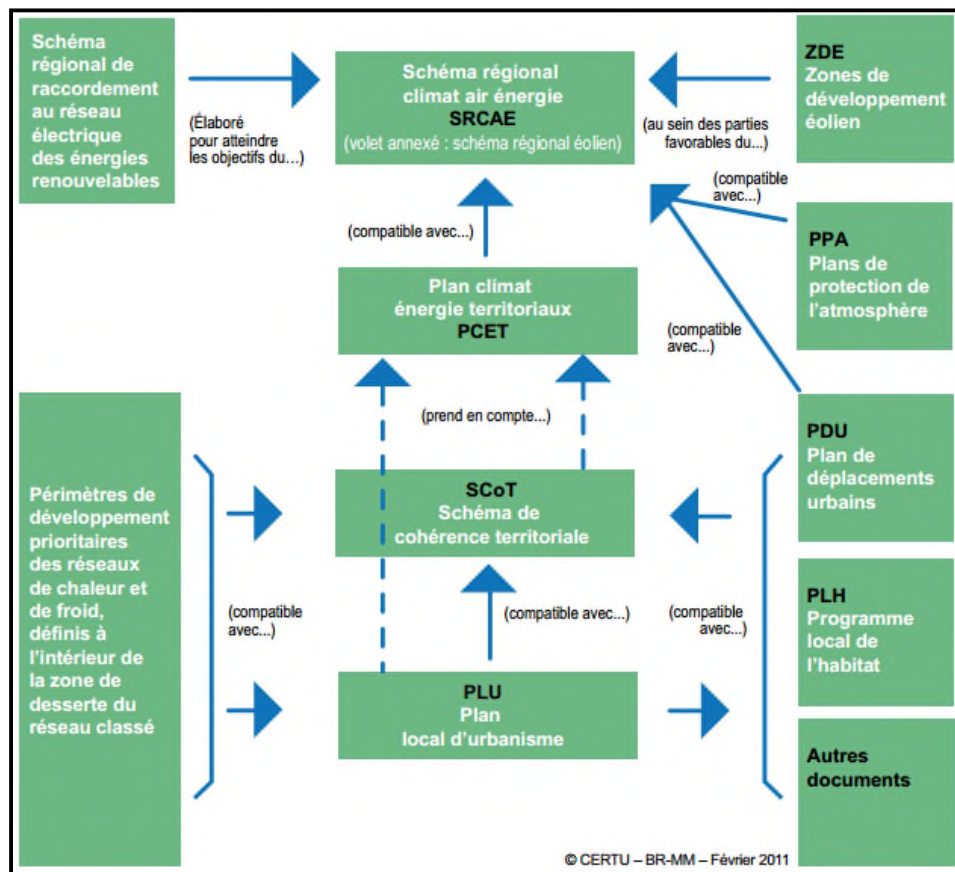 Schéma
régional de
raccordement
au réseau
électrique
des énergies
renouvelables
(Élaboré
pour atteindre
les objectifs du...)
Schéma régional
climat air énergie
SRCAE
(volet annexé : schéma régional éolien)
(au sein des parties
favorables du...)
ZDE
Zones de
développement
éolien
(compatible
avec...)
(compatible avec...)
PPA
Plans de
protection de
l'atmosphère
Plan climat
énergie territoriaux
PCET
(compatible
avec...)
(prend en compte...)
Périmètres de
développement
prioritaires
des réseaux
de chaleur et
de froid,
définis à
l'intérieur de
la zone de
desserte du
réseau classé
(compatible
avec...)
SCoT
Schéma de
cohérence territoriale
(compatible avec...)
PLU
Plan
local d'urbanisme
(compatible
avec...)
PDU
Plan de
déplacements
urbains
PLH
Programme
local de
l'habitat
Autres
documents
© CERTU – BR-MM – Février 2011